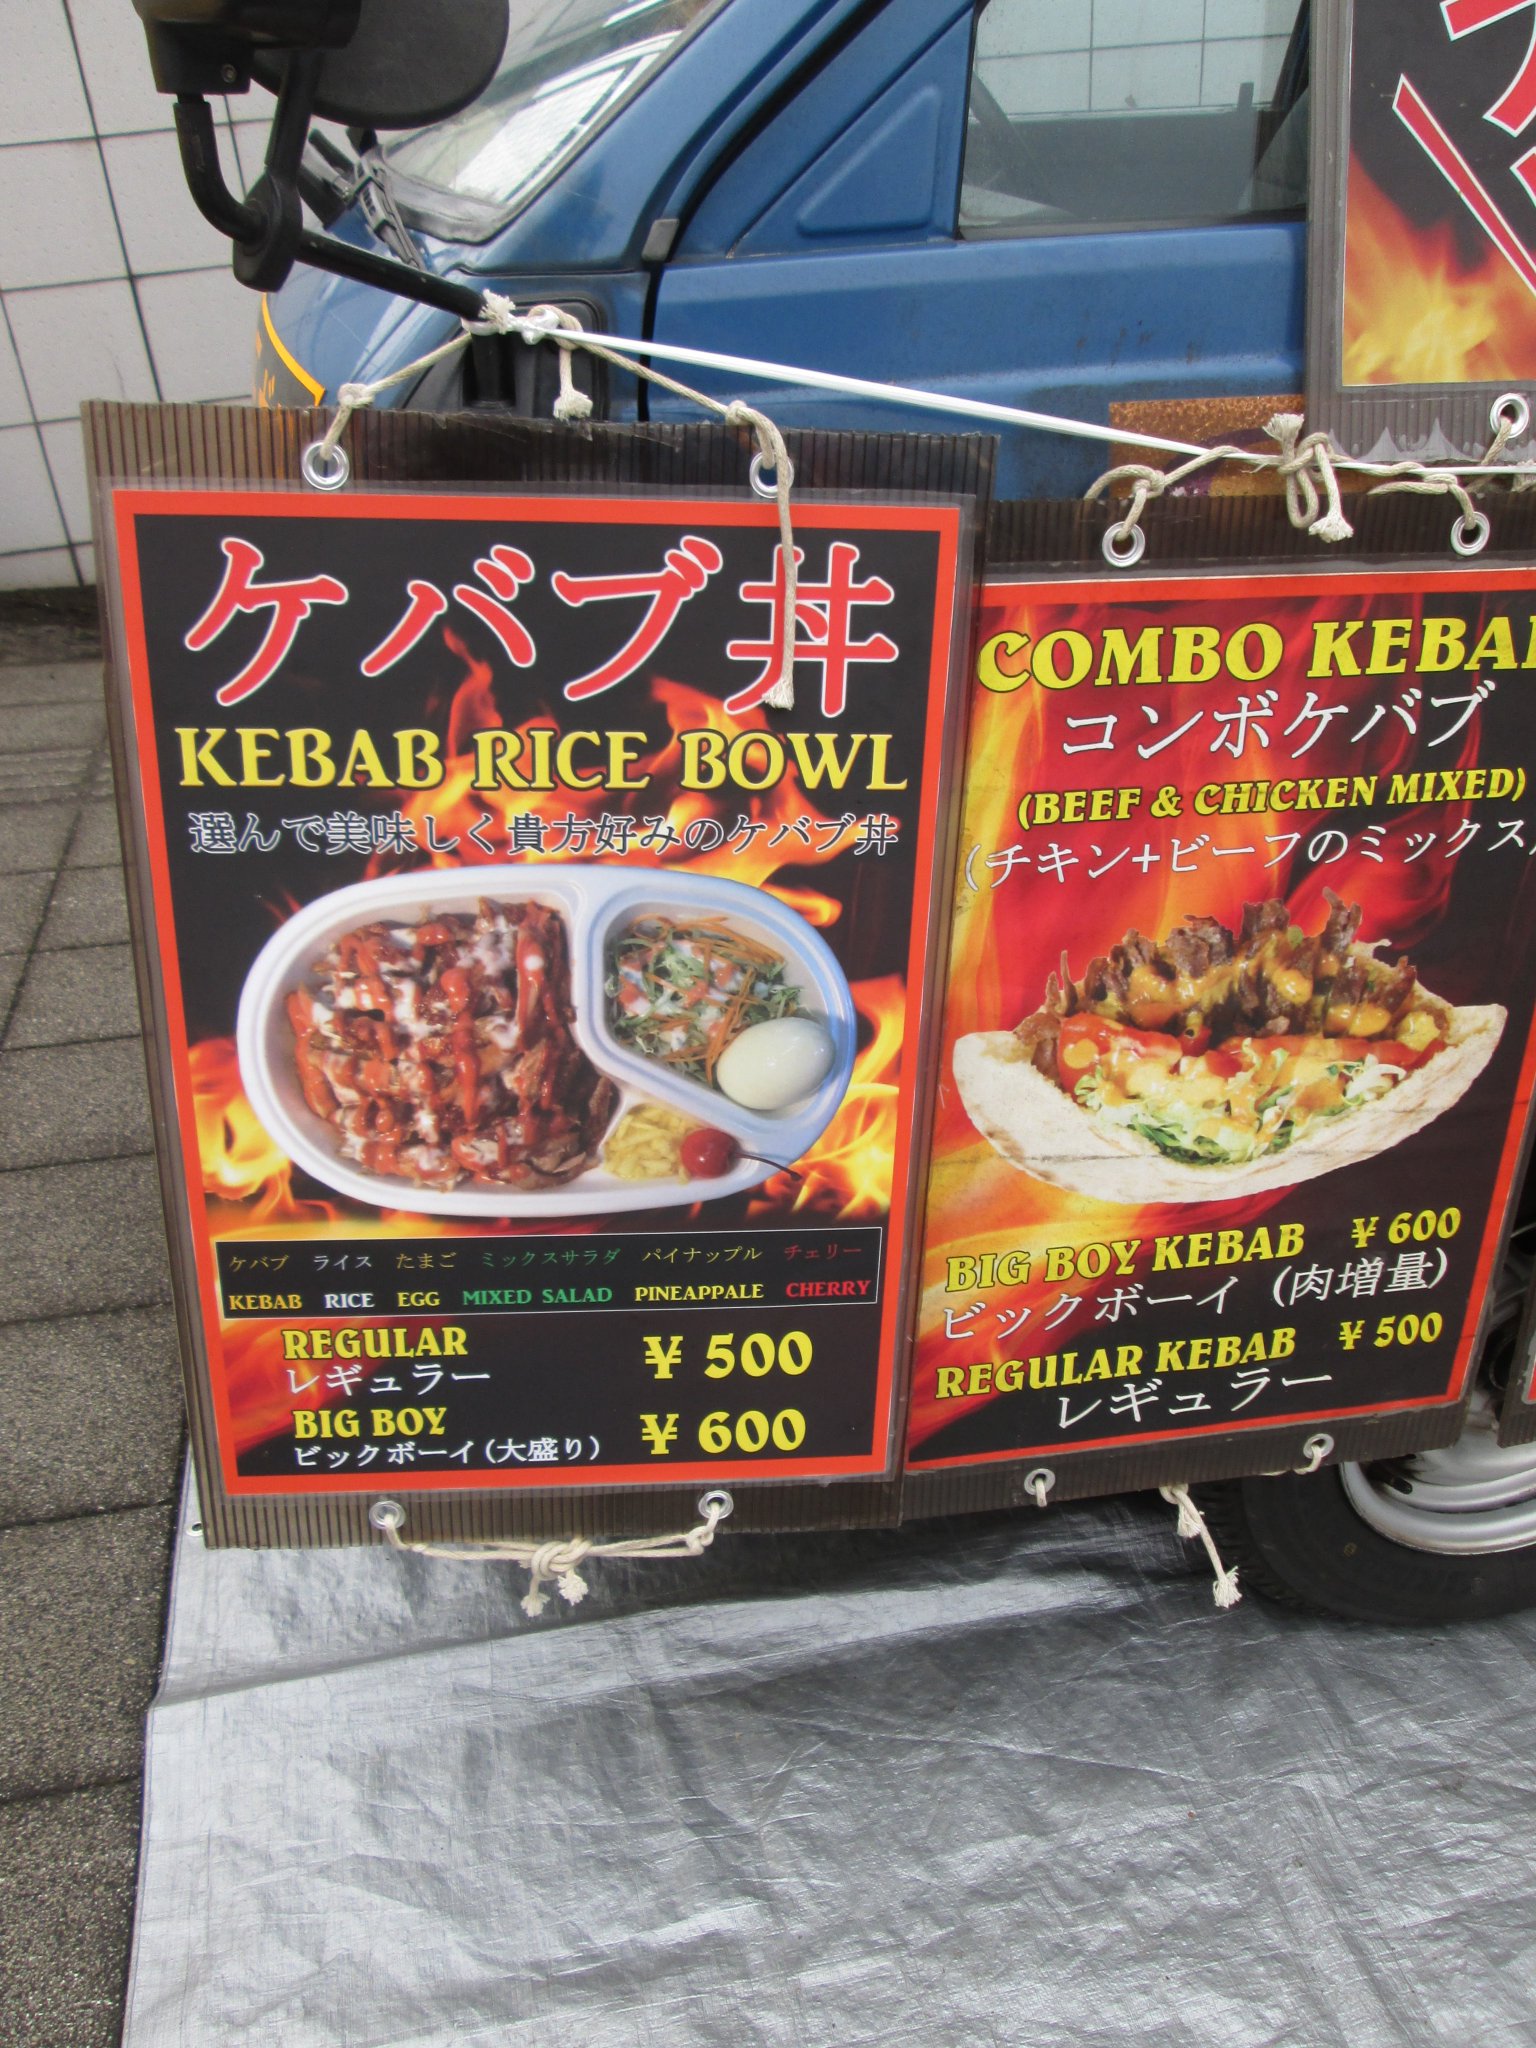 ケバブ丼
KEBAB RICE BOWL
選んで美味しく貴方好みのケバブ丼
ケバブ ライス たまご ミックスサラダ パイナップル チェリー
KEBAB RICE EGG MIXED SALAD PINEAPPALE CHERRY
REGULAR ¥ 500
レギュラー
BIG BOY ¥ 600
ビックボーイ(大盛り)
COMBO KEBAB
コンボケバブ
(BEEF & CHICKEN MIXED)
(チキン+ビーフのミックス)
BIG BOY KEBAB ¥ 600
ビックボーイ (肉増量)
REGULAR KEBAB ¥ 500
レギュラー